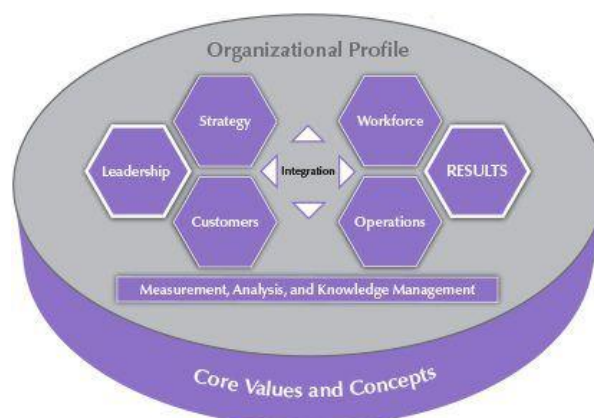 Organizational Profile
Strategy
Workforce
Leadership
Integration
RESULTS
Customers
Operations
Measurement, Analysis, and Knowledge Management
Core Values and Concepts